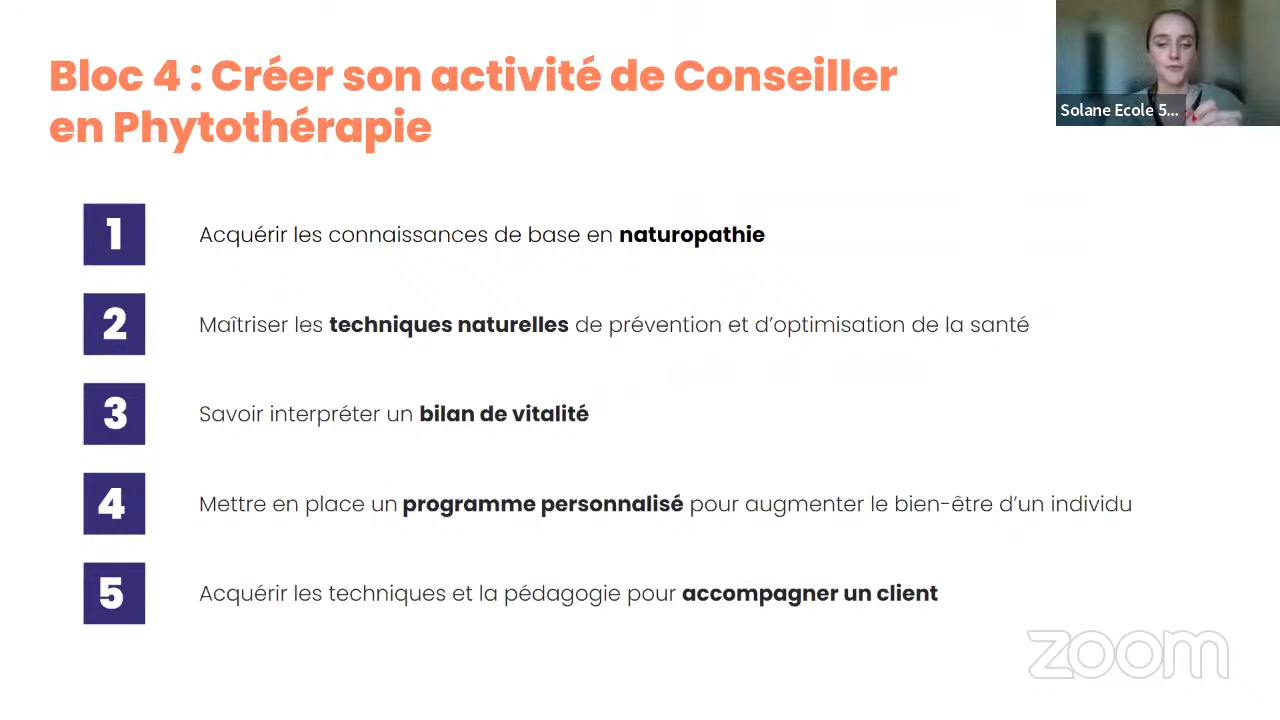 Bloc 4 : Créer son activité de Conseiller
en Phytothérapie
Solane Ecole 5...
1
Acquérir les connaissances de base en naturopathie
2
Maîtriser les techniques naturelles de prévention et d’optimisation de la santé
3
Savoir interpréter un bilan de vitalité
4
Mettre en place un programme personnalisé pour augmenter le bien-être d’un individu
5
Acquérir les techniques et la pédagogie pour accompagner un client
zoom